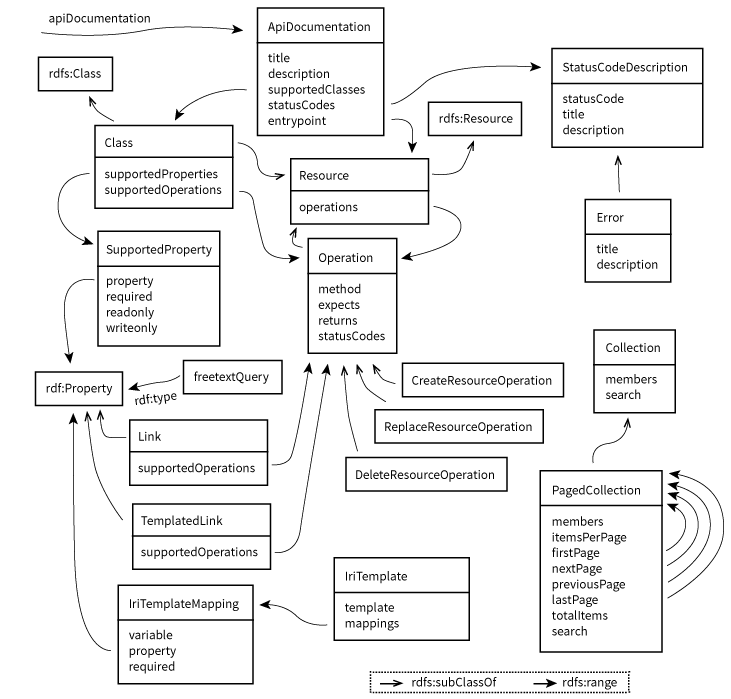 apiDocumentation
ApiDocumentation
title
description
supportedClasses
statusCodes
entrypoint
rdfs:Class
StatusCodeDescription
statusCode
title
description
rdfs:Resource
Class
supportedProperties
supportedOperations
Resource
operations
Error
title
description
SupportedProperty
property
required
readonly
writeonly
Operation
method
expects
returns
statusCodes
Collection
members
search
rdf:Property
freetextQuery
rdf:type
CreateResourceOperation
ReplaceResourceOperation
Link
supportedOperations
DeleteResourceOperation
PagedCollection
members
itemsPerPage
firstPage
nextPage
previousPage
lastPage
totalItems
search
TemplatedLink
supportedOperations
IriTemplate
template
mappings
IriTemplateMapping
variable
property
required
rdfs:subClassOf rdfs:range